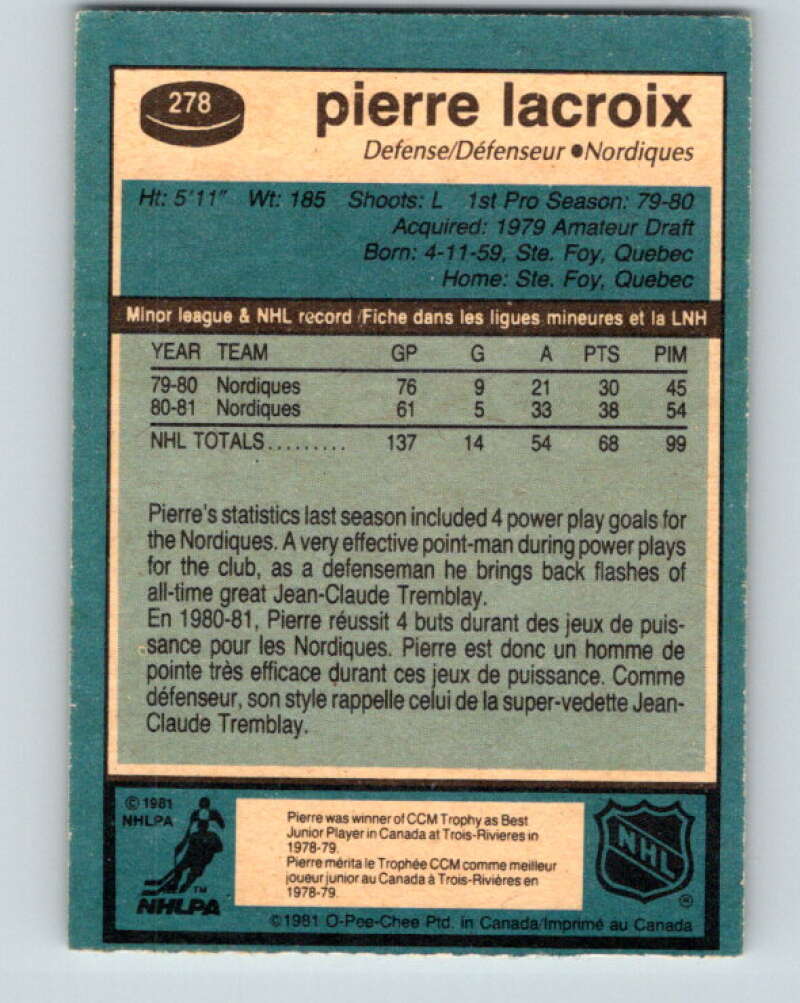 278
pierre lacroix
Defense/Défenseur ●Nordiques
Ht: 5'11" Wt: 185 Shoots: L 1st Pro Season: 79-80
Acquired: 1979 Amateur Draft
Born: 4-11-59, Ste. Foy, Quebec
Home: Ste. Foy, Quebec
Minor league & NHL record/Fiche dans les ligues mineures et la LNH
YEAR TEAM GP G A PTS PIM
79-80 Nordiques 76 9 21 30 45
80-81 Nordiques 61 5 33 38 54
NHL TOTALS......... 137 14 54 68 99
Pierre's statistics last season included 4 power play goals for
the Nordiques. A very effective point-man during power plays
for the club, as a defenseman he brings back flashes of
all-time great Jean-Claude Tremblay.
En 1980-81, Pierre réussit 4 buts durant des jeux de puis-
sance pour les Nordiques. Pierre est donc un homme de
pointe très efficace durant ces jeux de puissance. Comme
défenseur, son style rappelle celui de la super-vedette Jean-
Claude Tremblay.
© 1981
NHLPA
TM
NHLPA
Pierre was winner of CCM Trophy as Best
Junior Player in Canada at Trois-Rivieres in
1978-79.
Pierre mérita le Trophée CCM comme meilleur
joueur junior au Canada à Trois-Rivières en
1978-79.
NHL
®
©1981 O-Pee-Chee Ptd. in Canada/Imprimé au Canada